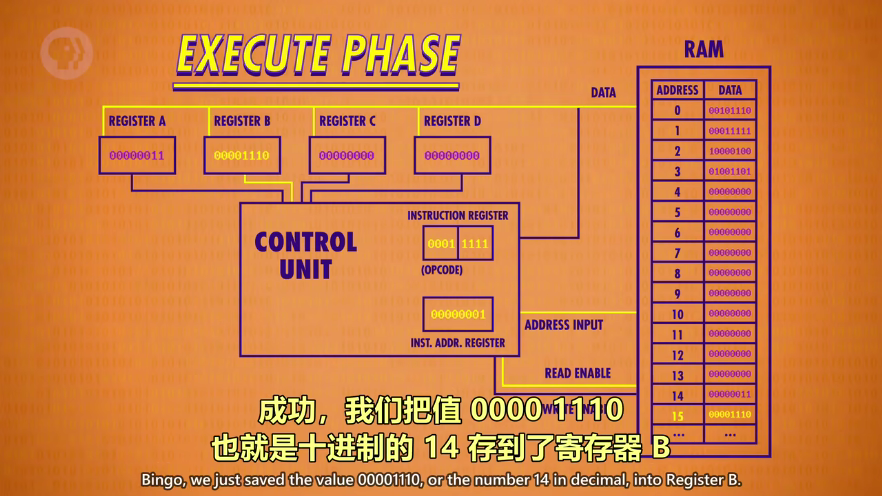 EXECUTE PHASE
RAM
DATA
ADDRESS DATA
0 00101110
1 00011111
2 10000100
3 01001101
4 00000000
5 00000000
6 00000000
7 00000000
8 00000000
9 00000000
10 00000000
11 00000000
12 00000000
13 00000000
14 00000011
15 00001110
... ...
REGISTER A
00000011
REGISTER B
00001110
REGISTER C
00000000
REGISTER D
00000000
CONTROL
UNIT
INSTRUCTION REGISTER
0001 1111
(OPCODE)
00000001
INST. ADDR. REGISTER
ADDRESS INPUT
READ ENABLE
成功，我们把值 0000 1110
也就是十进制的 14 存到了寄存器 B
Bingo, we just saved the value 00001110, or the number 14 in decimal, into Register B.